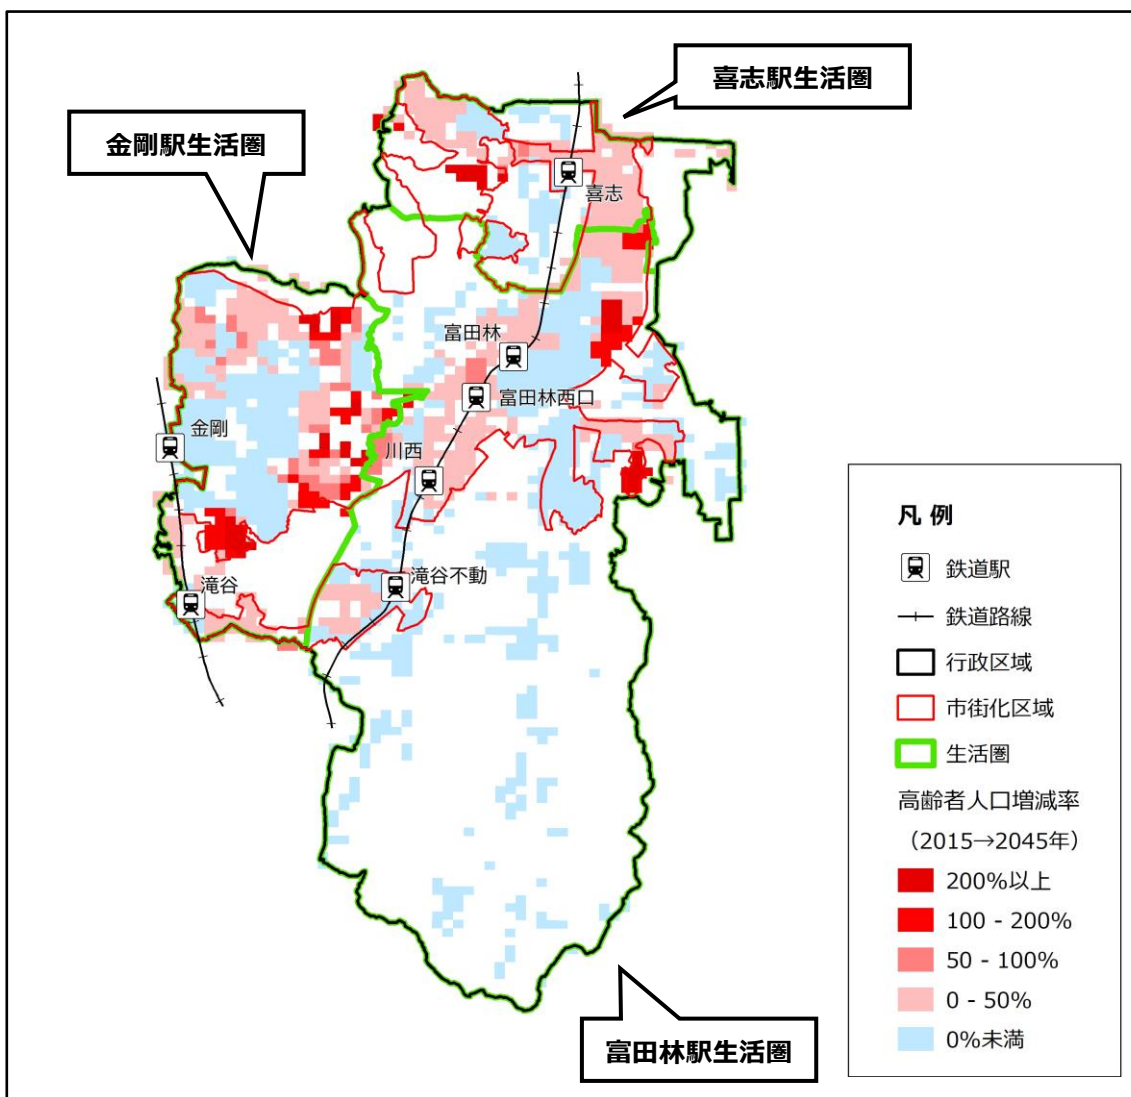 喜志駅生活圏
金剛駅生活圏
喜志
富田林
富田林西口
金剛
川西
滝谷不動
滝谷
富田林駅生活圏
凡 例
鉄道駅
鉄道路線
行政区域
市街化区域
生活圏
高齢者人口増減率
（2015→2045年）
200%以上
100 - 200%
50 - 100%
0 - 50%
0%未満